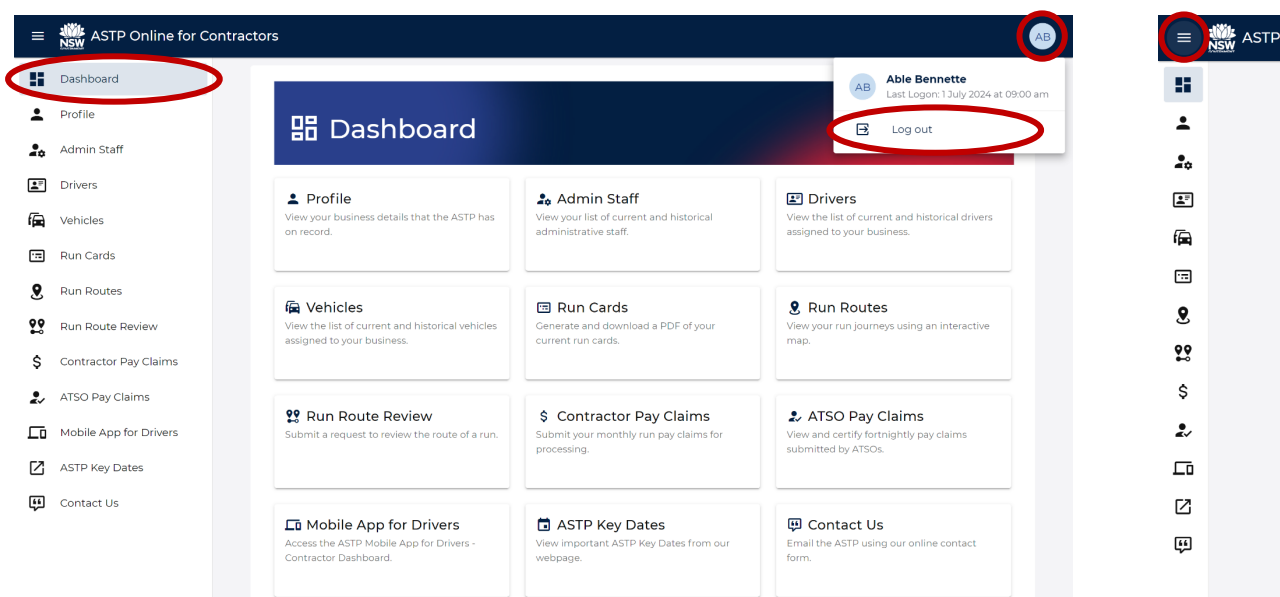 NSW ASTP Online for Contractors
AB
Dashboard
Profile
Admin Staff
Drivers
Vehicles
Run Cards
Run Routes
Run Route Review
Contractor Pay Claims
ATSO Pay Claims
Mobile App for Drivers
ASTP Key Dates
Contact Us
AB
Able Bennette
Last Logon: 1 July 2024 at 09:00 am
Log out
Dashboard
Profile
View your business details that the ASTP has
on record.
Admin Staff
View your list of current and historical
administrative staff.
Drivers
View the list of current and historical drivers
assigned to your business.
Vehicles
View the list of current and historical vehicles
assigned to your business.
Run Cards
Generate and download a PDF of your
current run cards.
Run Routes
View your run journeys using an interactive
map.
Run Route Review
Submit a request to review the route of a run.
$ Contractor Pay Claims
Submit your monthly run pay claims for
processing.
ATSO Pay Claims
View and certify fortnightly pay claims
submitted by ATSOs.
Mobile App for Drivers
Access the ASTP Mobile App for Drivers -
Contractor Dashboard.
ASTP Key Dates
View important ASTP Key Dates from our
webpage.
Contact Us
Email the ASTP using our online contact
form.
NSW ASTP